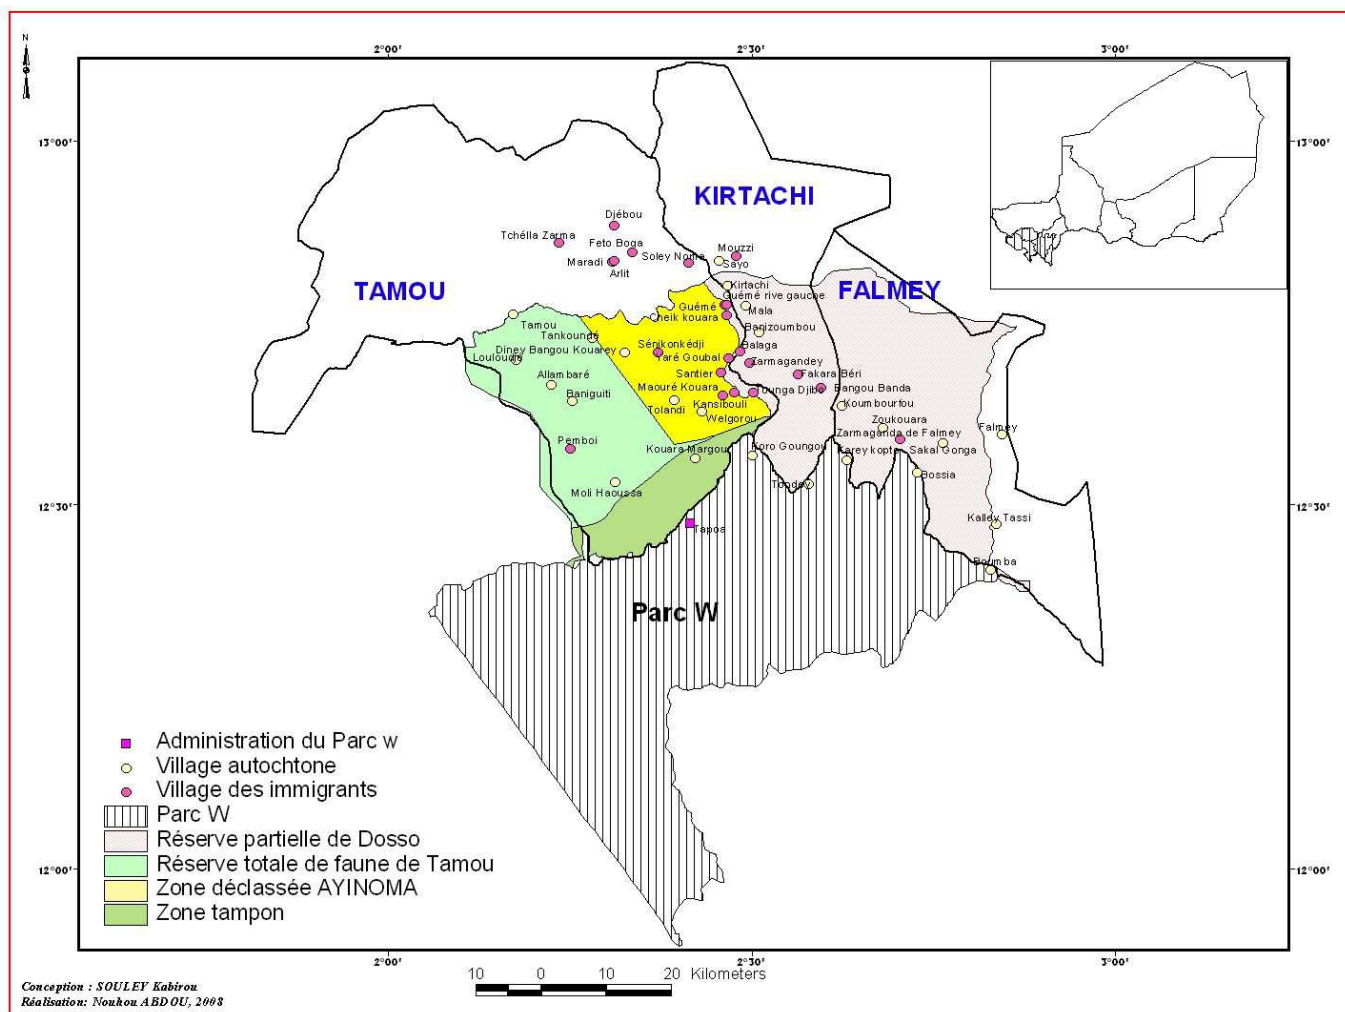 N
2°00'
2°30'
3°00'
13°00'
13°00'
KIRTACHI
Djébou
Tchélla Zarma
Feto Boga
Mouzzi
Maradi
Soley Noma
Sayo
Arlit
TAMOU
FALMEY
Kirtachi
Guémé rive gauche
Guémé
Mala
heik kouara
Tamou
Banizoumbou
Tankoundé
Sénikonkédji
Balaga
Diney Bangou Kouarey
Yaré Goubal
Louloudje
Zarmagandey
Santier
Fakara Béri
Allambaré
Maouré Kouara
Tounga Djibo
Bangou Banda
Baniguiti
Kansibouli
Koumbourfou
Tolandi
Welgorou
Zoukouara
Falmey
Zarmaganda de Falmey
Pemboi
Kouara Margou
Koro Goungou
Karey kopto
Sakal Gonga
Bossia
Moli Haoussa
Tondey
12°30'
12°30'
Tapoa
Kalley Tassi
Boumba
Parc W
Administration du Parc w
Village autochtone
Village des immigrants
Parc W
Réserve partielle de Dosso
Réserve totale de faune de Tamou
12°00'
12°00'
Zone déclassée AYINOMA
Zone tampon
2°00'
2°30'
3°00'
10 0 10 20 Kilometers
Conception : SOULEY Kabirou
Réalisation: Nouhou ABDOU, 2008